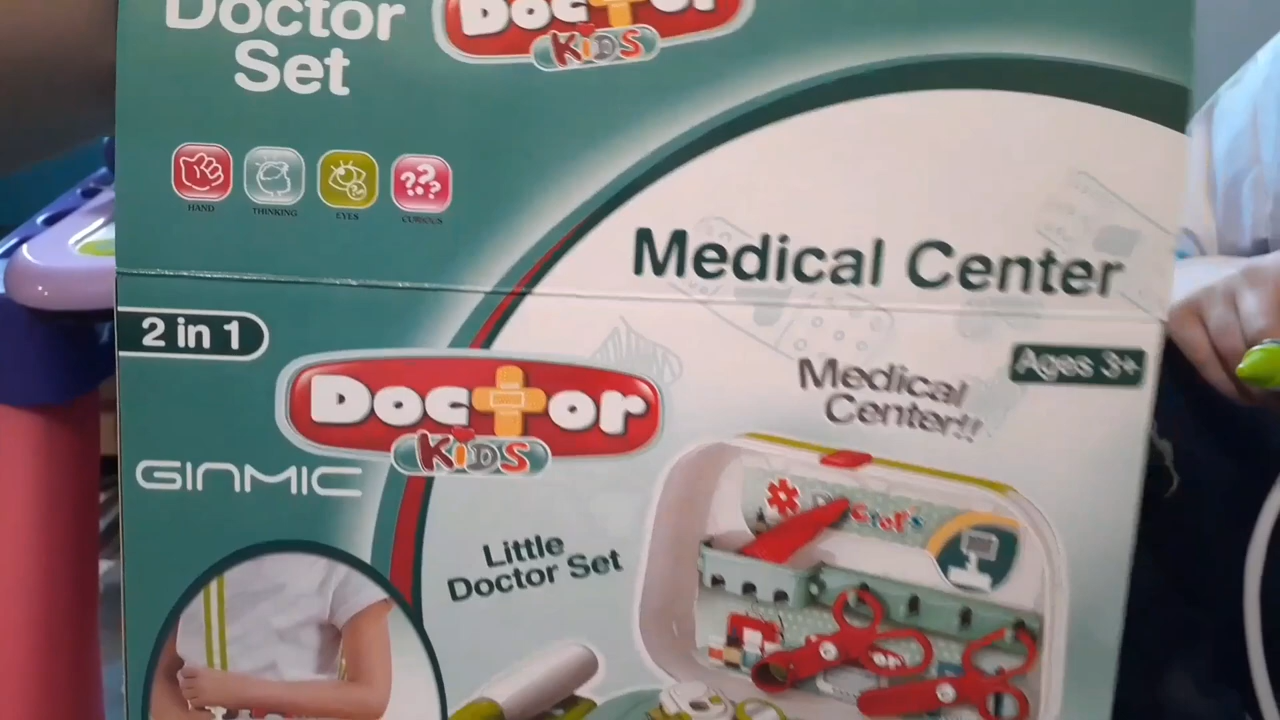 Doctor
Set
Doctor
KiDS
HAND
THINKING
EYES
CURIOUS
Medical Center
2 in 1
Ages 3+
Doctor
KiDS
GINMIC
Medical
Center!!
Little
Doctor Set